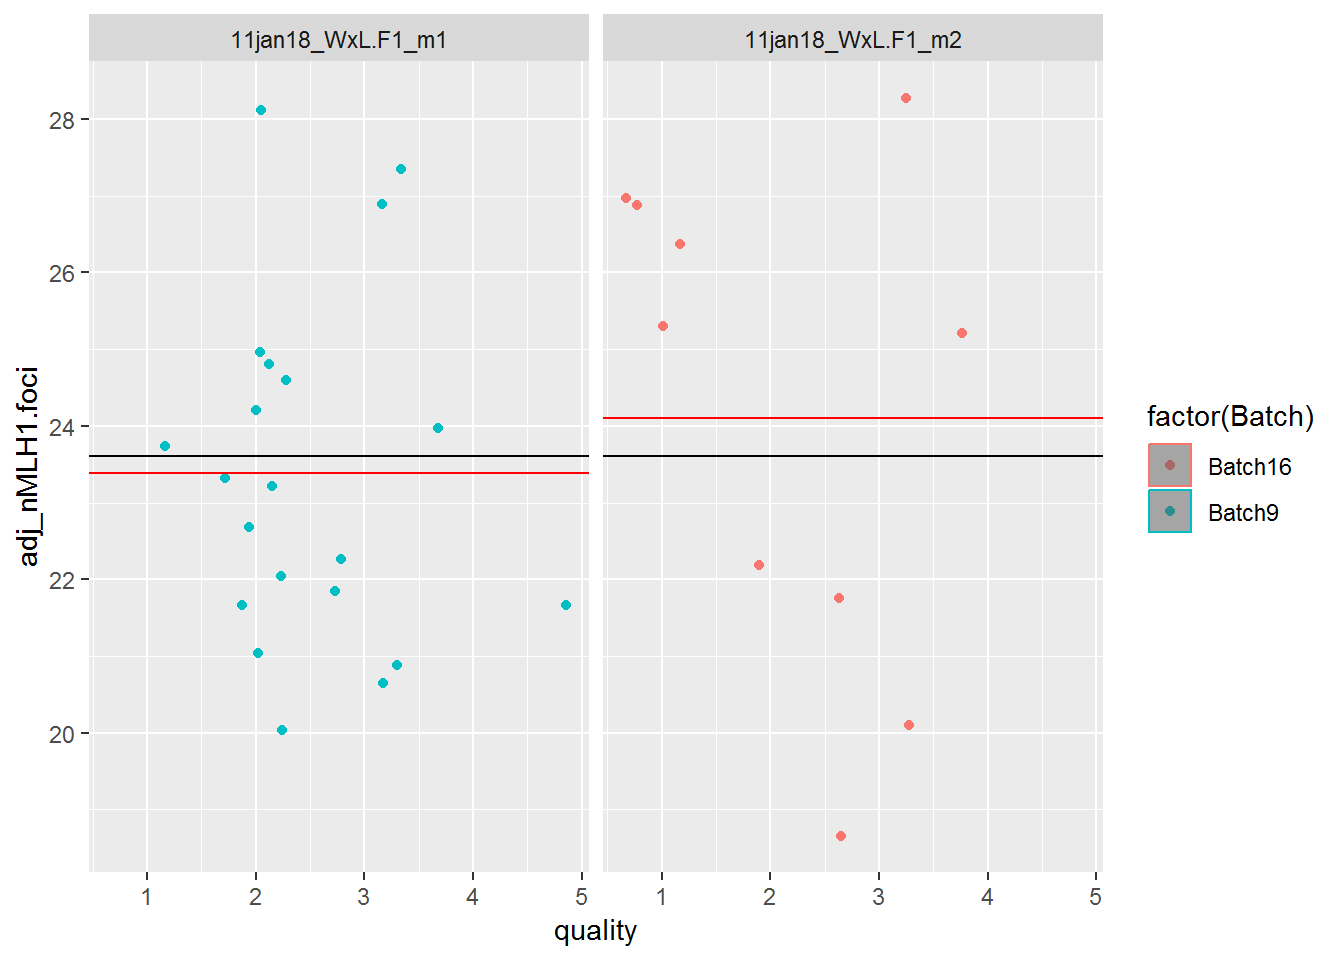 11jan18_WxL.F1_m1
11jan18_WxL.F1_m2
28
26
24
22
20
adj_nMLH1.foci
1 2 3 4 5
1 2 3 4 5
quality
factor(Batch)
Batch16
Batch9